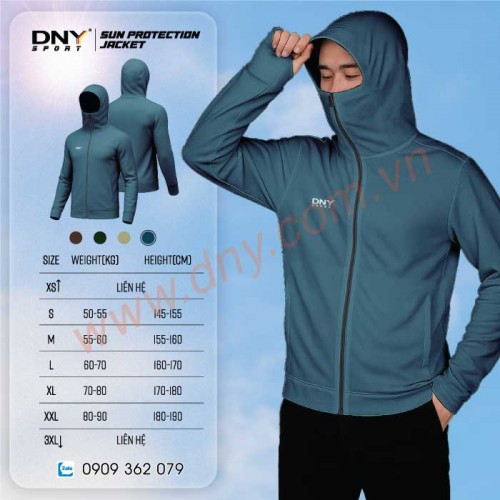 DNY
SPORT
SUN PROTECTION
JACKET
DNY
SPORT
www.dny.com.vn
SIZE WEIGHT(KG) HEIGHT(CM)
XS↑ LIÊN HỆ
S 50-55 145-155
M 55-60 155-160
L 60-70 160-170
XL 70-80 170-180
XXL 80-90 180-190
3XL↓ LIÊN HỆ
Zalo 0909 362 079